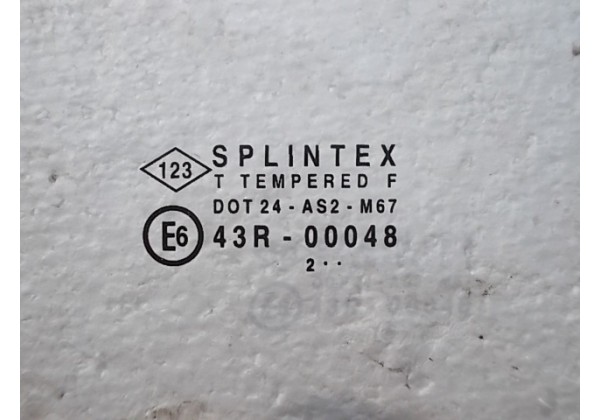 123 SPLINTEX
T TEMPERED F
DOT 24 - AS2 - M67
E6 43R - 00048
2 · ·